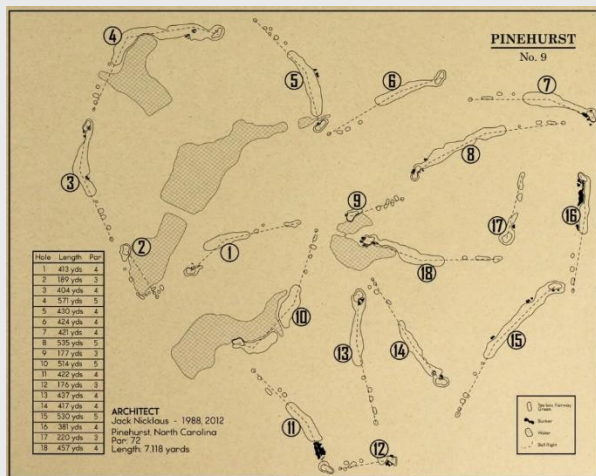 PINEHURST
No. 9
4
5
6
7
8
3
9
16
17
2
1
18
10
13
14
15
11
12
Hole Length Par
1 413 yds 4
2 189 yds 3
3 404 yds 4
4 571 yds 5
5 430 yds 4
6 424 yds 4
7 421 yds 4
8 535 yds 5
9 177 yds 3
10 514 yds 5
11 422 yds 4
12 176 yds 3
13 437 yds 4
14 417 yds 4
15 530 yds 5
16 381 yds 4
17 220 yds 3
18 457 yds 4
ARCHITECT
Jack Nicklaus - 1988, 2012
Pinehurst, North Carolina
Par: 72
Length: 7,118 yards
Tee box, Fairway,
Green
Bunker
Water
Ball flight